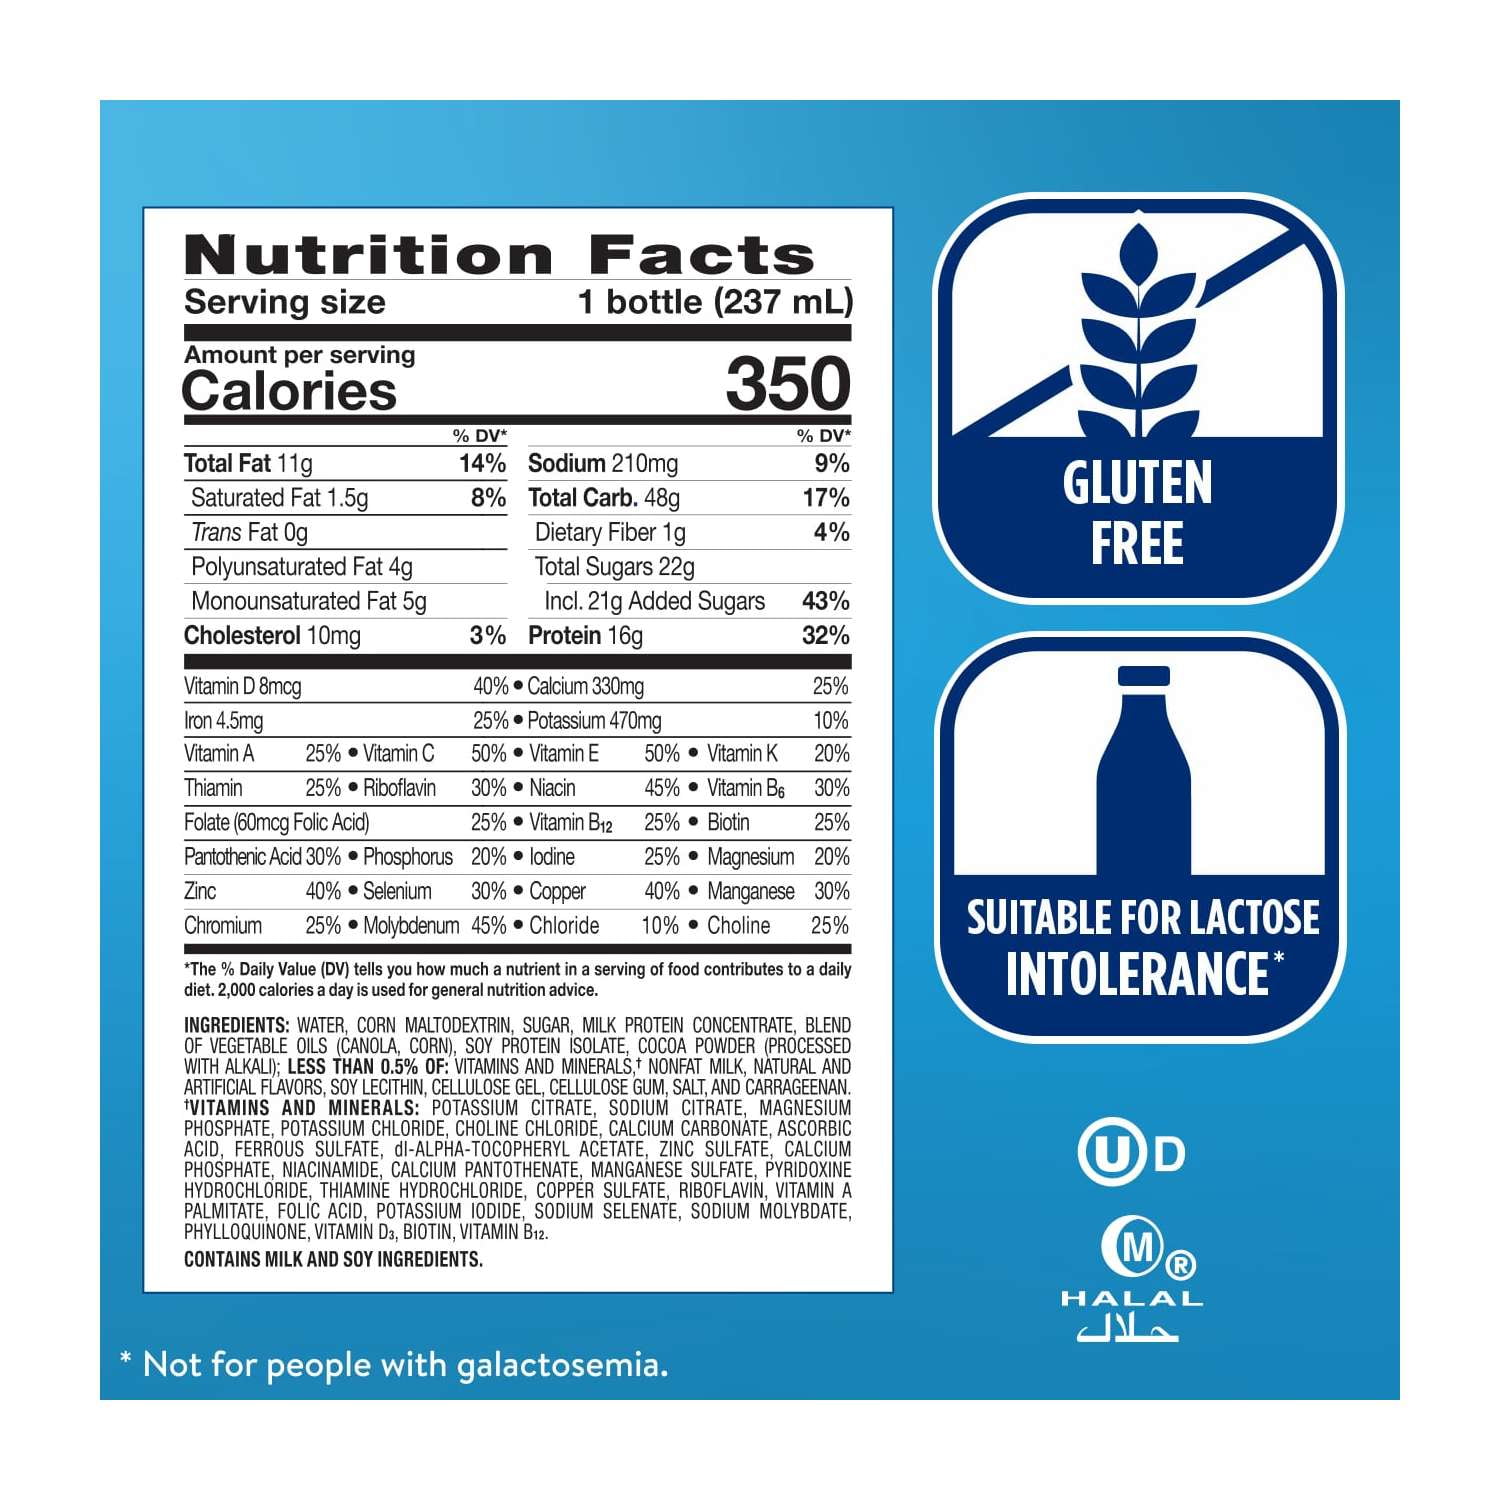 Nutrition Facts
Serving size 1 bottle (237 mL)
Amount per serving
Calories 350
% DV* % DV*
Total Fat 11g 14% Sodium 210mg 9%
Saturated Fat 1.5g 8% Total Carb. 48g 17%
Trans Fat 0g Dietary Fiber 1g 4%
Polyunsaturated Fat 4g Total Sugars 22g
Monounsaturated Fat 5g Incl. 21g Added Sugars 43%
Cholesterol 10mg 3% Protein 16g 32%
Vitamin D 8mcg 40% • Calcium 330mg 25%
Iron 4.5mg 25% • Potassium 470mg 10%
Vitamin A 25% • Vitamin C 50% • Vitamin E 50% • Vitamin K 20%
Thiamin 25% • Riboflavin 30% • Niacin 45% • Vitamin B6 30%
Folate (60mcg Folic Acid) 25% • Vitamin B12 25% • Biotin 25%
Pantothenic Acid 30% • Phosphorus 20% • Iodine 25% • Magnesium 20%
Zinc 40% • Selenium 30% • Copper 40% • Manganese 30%
Chromium 25% • Molybdenum 45% • Chloride 10% • Choline 25%
*The % Daily Value (DV) tells you how much a nutrient in a serving of food contributes to a daily
diet. 2,000 calories a day is used for general nutrition advice.
INGREDIENTS: WATER, CORN MALTODEXTRIN, SUGAR, MILK PROTEIN CONCENTRATE, BLEND
OF VEGETABLE OILS (CANOLA, CORN), SOY PROTEIN ISOLATE, COCOA POWDER (PROCESSED
WITH ALKALI); LESS THAN 0.5% OF: VITAMINS AND MINERALS,† NONFAT MILK, NATURAL AND
ARTIFICIAL FLAVORS, SOY LECITHIN, CELLULOSE GEL, CELLULOSE GUM, SALT, AND CARRAGEENAN.
†VITAMINS AND MINERALS: POTASSIUM CITRATE, SODIUM CITRATE, MAGNESIUM
PHOSPHATE, POTASSIUM CHLORIDE, CHOLINE CHLORIDE, CALCIUM CARBONATE, ASCORBIC
ACID, FERROUS SULFATE, dl-ALPHA-TOCOPHERYL ACETATE, ZINC SULFATE, CALCIUM
PHOSPHATE, NIACINAMIDE, CALCIUM PANTOTHENATE, MANGANESE SULFATE, PYRIDOXINE
HYDROCHLORIDE, THIAMINE HYDROCHLORIDE, COPPER SULFATE, RIBOFLAVIN, VITAMIN A
PALMITATE, FOLIC ACID, POTASSIUM IODIDE, SODIUM SELENATE, SODIUM MOLYBDATE,
PHYLLOQUINONE, VITAMIN D3, BIOTIN, VITAMIN B12.
CONTAINS MILK AND SOY INGREDIENTS.
* Not for people with galactosemia.
GLUTEN
FREE
SUITABLE FOR LACTOSE
INTOLERANCE*
U D
M ®
HALAL
حلال